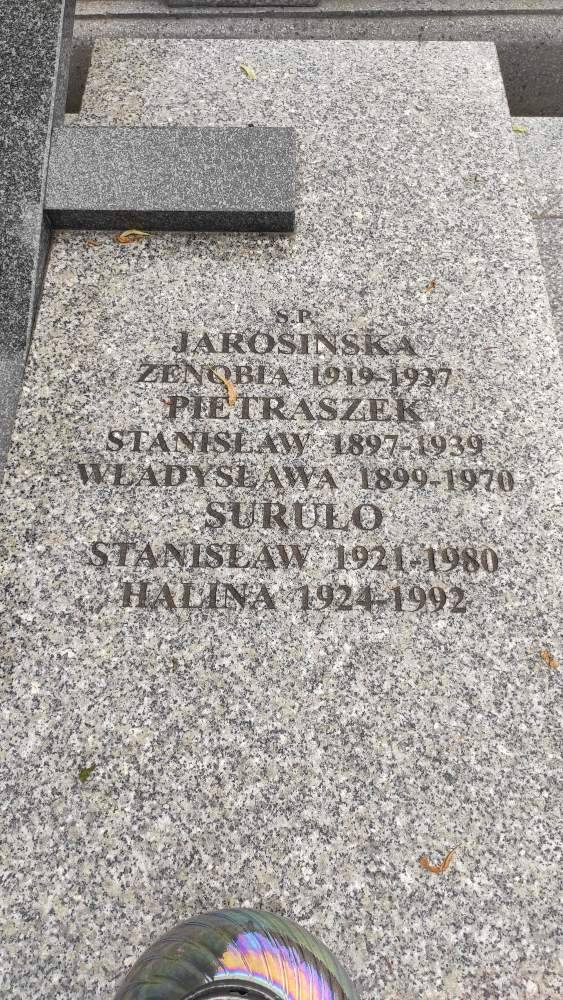 Ś.P.
JAROSIŃSKA
ZENOBIA 1919-1937
PIETRASZEK
STANISŁAW 1897-1939
WŁADYSŁAWA 1899-1970
SURUŁO
STANISŁAW 1921-1980
HALINA 1924-1992